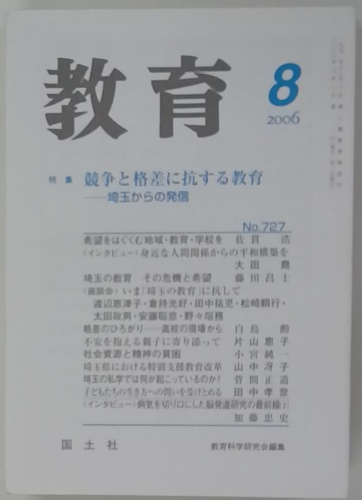 教育
8
2006
特集 競争と格差に抗する教育
──埼玉からの発信
No.727
希望をはぐくむ地域・教育・学校を 佐貫 浩
〈インタビュー〉身近な人間関係からの平和構築を
大田 堯
埼玉の教育 その危機と希望 藤田昌士
〈座談会〉いま「埼玉の教育」に抗して
渡部恵津子・倉持光好・田中祐児・松崎頼行・
太田政男・安藤聡彦・野々垣務
格差のひろがり──高校の現場から 白鳥 勲
不安を抱える親子に寄り添って 片山恵子
社会資源と精神の貧困 小宮純一
埼玉県における特別支援教育改革 山中冴子
埼玉の私学では何が起こっているのか? 菅間正道
子どもたちの生き方への問いを受けとめる 田中孝彦
〈インタビュー〉病気を切り口にした脳発達研究の最前線
加藤忠史
国土社
教育科学研究会編集